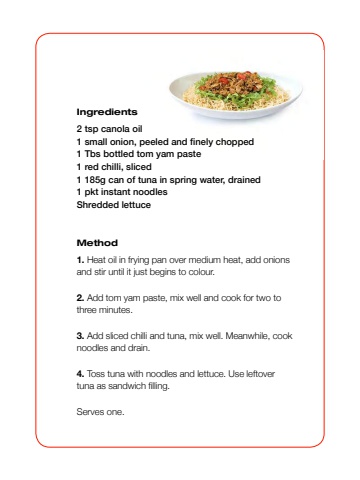 Ingredients
2 tsp canola oil
1 small onion, peeled and finely chopped
1 Tbs bottled tom yam paste
1 red chilli, sliced
1 185g can of tuna in spring water, drained
1 pkt instant noodles
Shredded lettuce
Method
1. Heat oil in frying pan over medium heat, add onions
and stir until it just begins to colour.
2. Add tom yam paste, mix well and cook for two to
three minutes.
3. Add sliced chilli and tuna, mix well. Meanwhile, cook
noodles and drain.
4. Toss tuna with noodles and lettuce. Use leftover
tuna as sandwich filling.
Serves one.